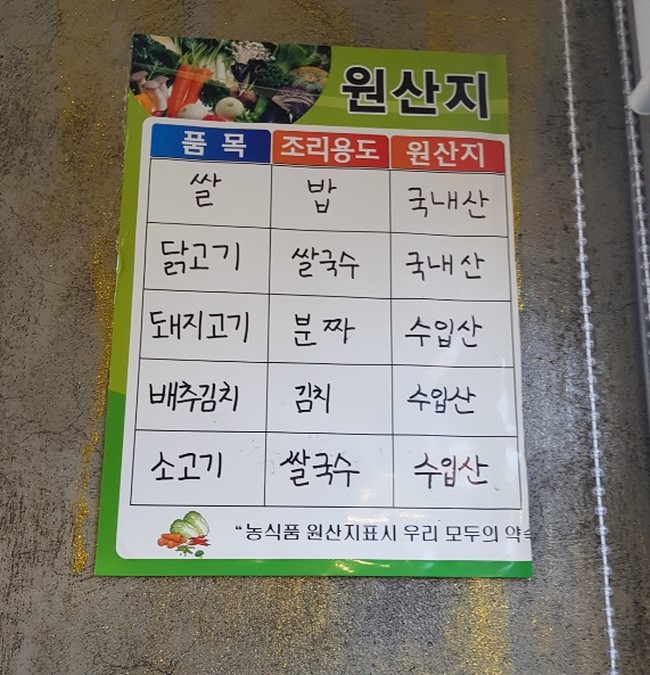 원산지
품목 조리용도 원산지
쌀 밥 국내산
닭고기 쌀국수 국내산
돼지고기 분짜 수입산
배추김치 김치 수입산
소고기 쌀국수 수입산
"농식품 원산지표시 우리 모두의 약속